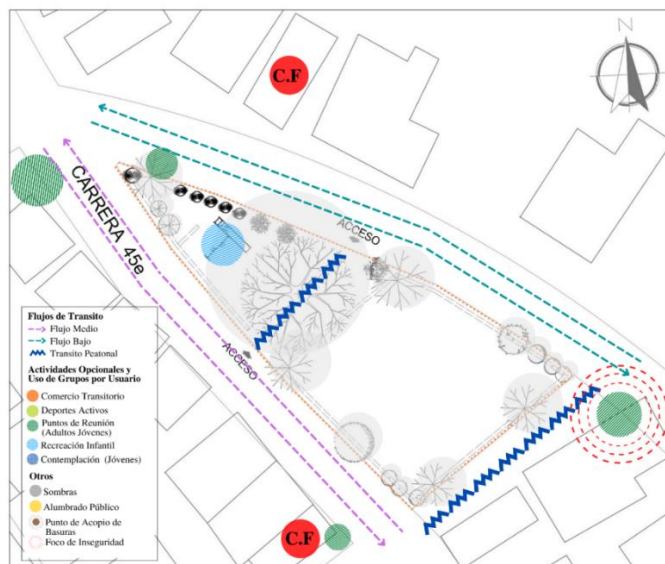 N
C.F
CARRERA 45e
ACCESO
ACCESO
C.F
Flujos de Transito
Flujo Medio
Flujo Bajo
Transito Peatonal
Actividades Opcionales y
Uso de Grupos por Usuario
Comercio Transitorio
Deportes Activos
Puntos de Reunión
(Adultos Jóvenes)
Recreación Infantil
Contemplación (Jóvenes)
Otros
Sombras
Alumbrado Público
Punto de Acopio de
Basuras
Foco de Inseguridad